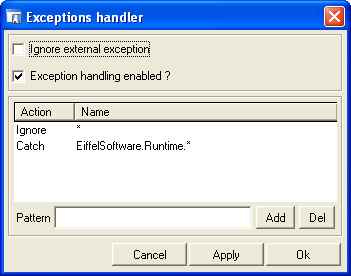 Exceptions handler
Ignore external exception
Exception handling enabled ?
Action Name
Ignore *
Catch EiffelSoftware.Runtime.*
Pattern Add Del
Cancel Apply Ok